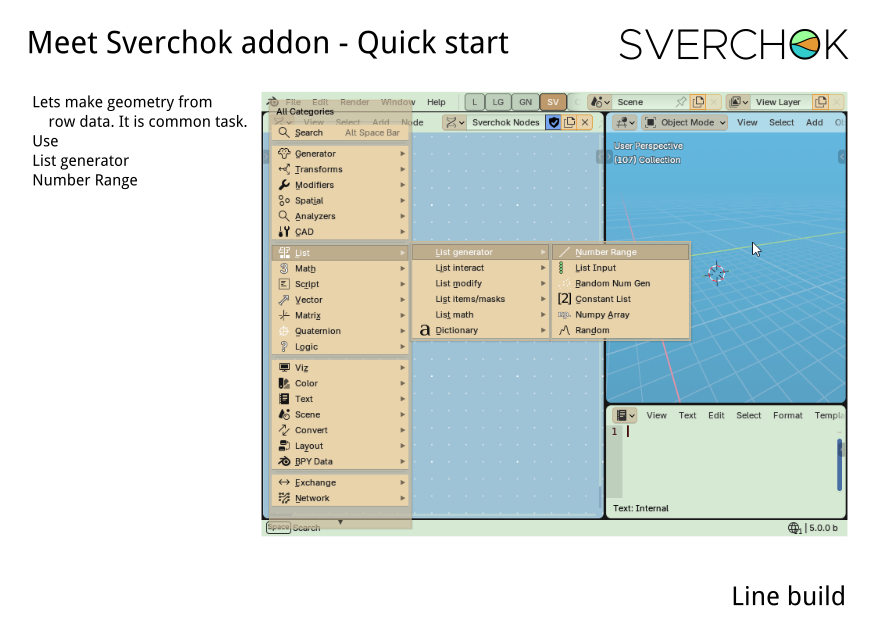 Meet Sverchok addon - Quick start
SVERCHOK
Lets make geometry from
row data. It is common task.
Use
List generator
Number Range
File Edit Render Window Help
L LG GN SV
Scene
View Layer
All Categories
View Select Add Node
Sverchok Nodes
Object Mode
View Select Add
Search Alt Space Bar
Generator
Transforms
Modifiers
Spatial
Analyzers
CAD
List
Math
Script
Vector
Matrix
Quaternion
Logic
Viz
Color
Text
Scene
Convert
Layout
BPY Data
Exchange
Network
List generator
List interact
List modify
List items/masks
List math
Dictionary
Number Range
List Input
Random Num Gen
[2] Constant List
Numpy Array
Random
User Perspective
(107) Collection
View Text Edit Select Format Templa
1
Text: Internal
Space Search
5.0.0 b
Line build